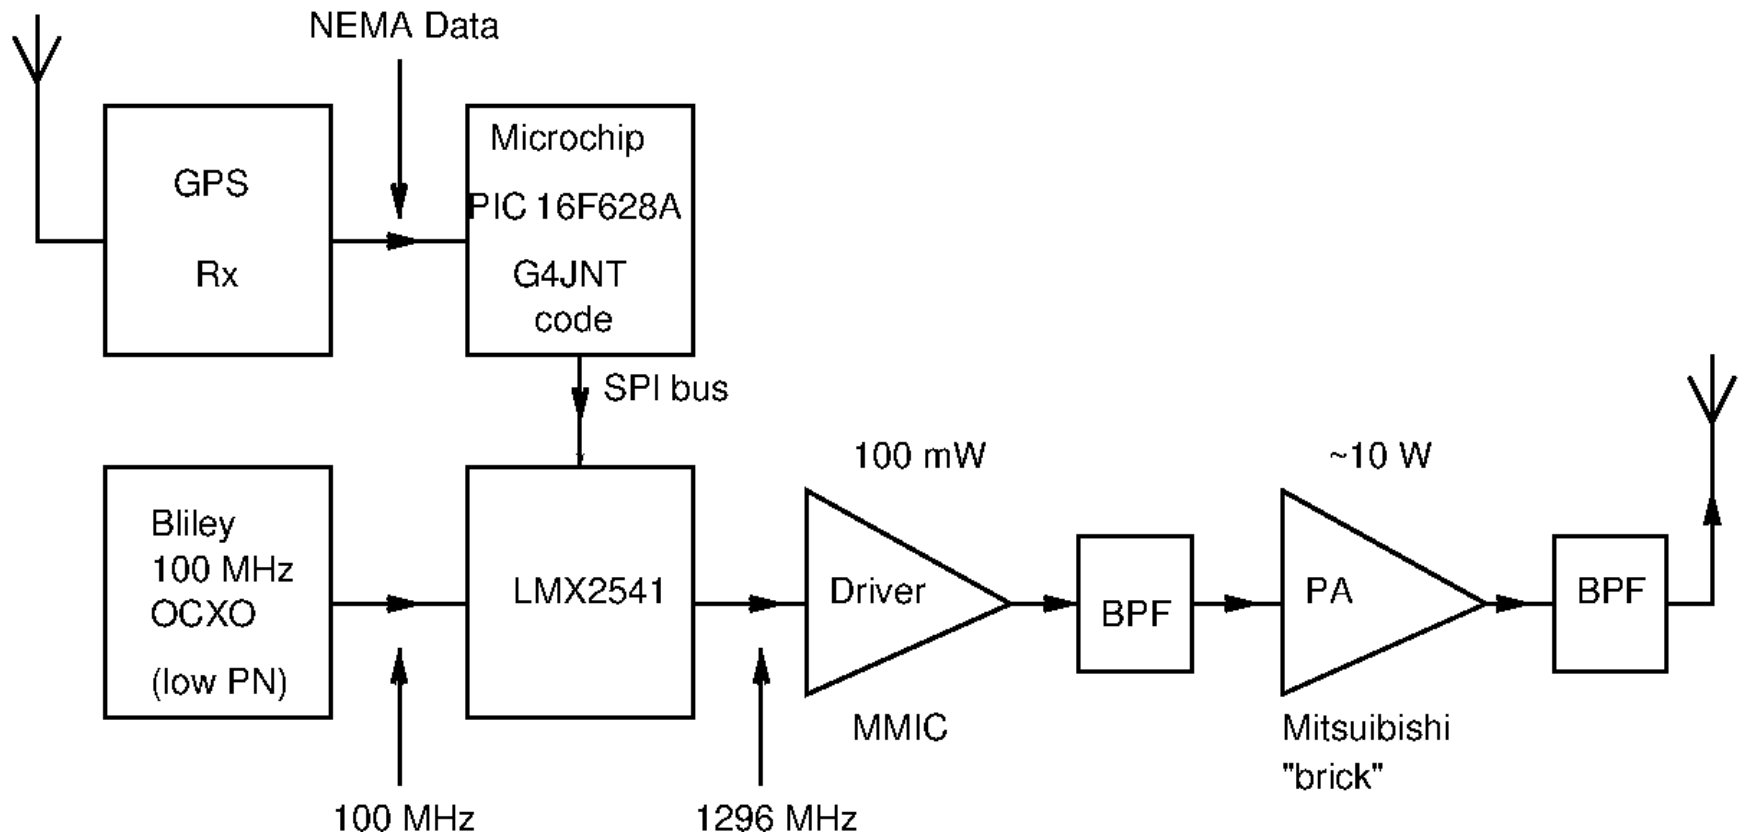 NEMA Data
GPS
Rx
Microchip
PIC 16F628A
G4JNT
code
SPI bus
Bliley
100 MHz
OCXO
(low PN)
100 MHz
LMX2541
1296 MHz
100 mW
Driver
MMIC
BPF
~10 W
PA
Mitsuibishi
"brick"
BPF